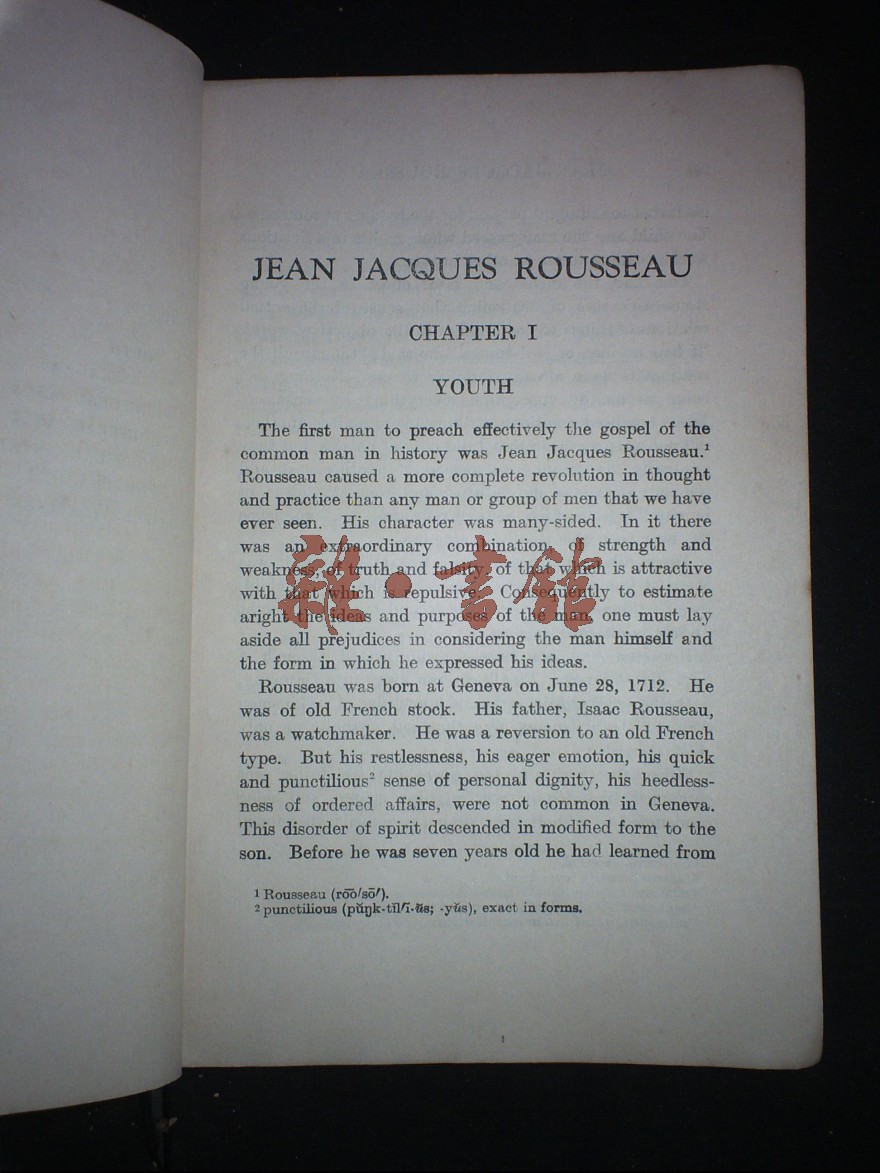 JEAN JACQUES ROUSSEAU
CHAPTER I
YOUTH
The first man to preach effectively the gospel of the
common man in history was Jean Jacques Rousseau.¹
Rousseau caused a more complete revolution in thought
and practice than any man or group of men that we have
ever seen. His character was many-sided. In it there
was an extraordinary combination of strength and
weakness, of truth and falsity, of that which is attractive
with that which is repulsive. Consequently to estimate
aright the ideas and purposes of the man, one must lay
aside all prejudices in considering the man himself and
the form in which he expressed his ideas.
Rousseau was born at Geneva on June 28, 1712. He
was of old French stock. His father, Isaac Rousseau,
was a watchmaker. He was a reversion to an old French
type. But his restlessness, his eager emotion, his quick
and punctilious² sense of personal dignity, his heedless-
ness of ordered affairs, were not common in Geneva.
This disorder of spirit descended in modified form to the
son. Before he was seven years old he had learned from
1 Rousseau (rōō′sō′).
2 punctilious (pŭŋk-tĭl′ĭ-ŭs; -yŭs), exact in forms.
1
雜·書館